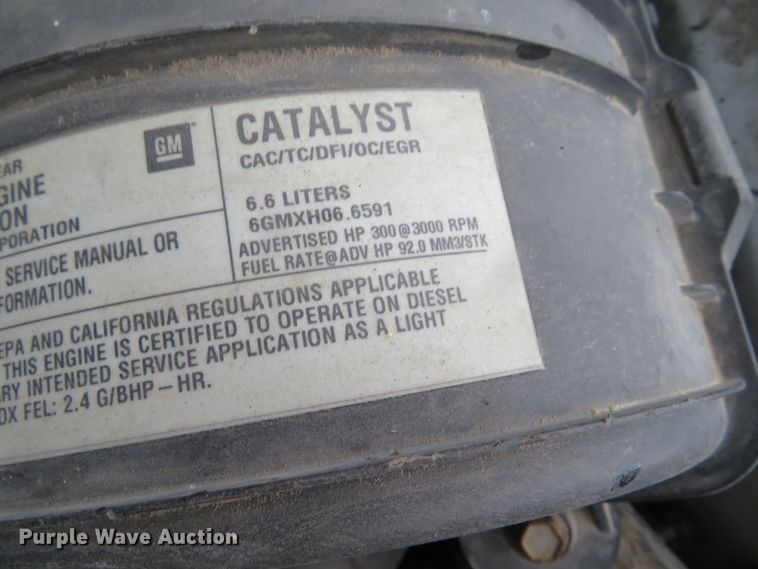 EAR
GINE
ON
PORATION
GM
SERVICE MANUAL OR
FORMATION.
CATALYST
CAC/TC/DFI/OC/EGR
6.6 LITERS
6GMXH06.6591
ADVERTISED HP 300 @ 3000 RPM
FUEL RATE @ ADV HP 92.0 MM3/STK
EPA AND CALIFORNIA REGULATIONS APPLICABLE
THIS ENGINE IS CERTIFIED TO OPERATE ON DIESEL
ARY INTENDED SERVICE APPLICATION AS A LIGHT
OX FEL: 2.4 G/BHP-HR.
Purple Wave Auction